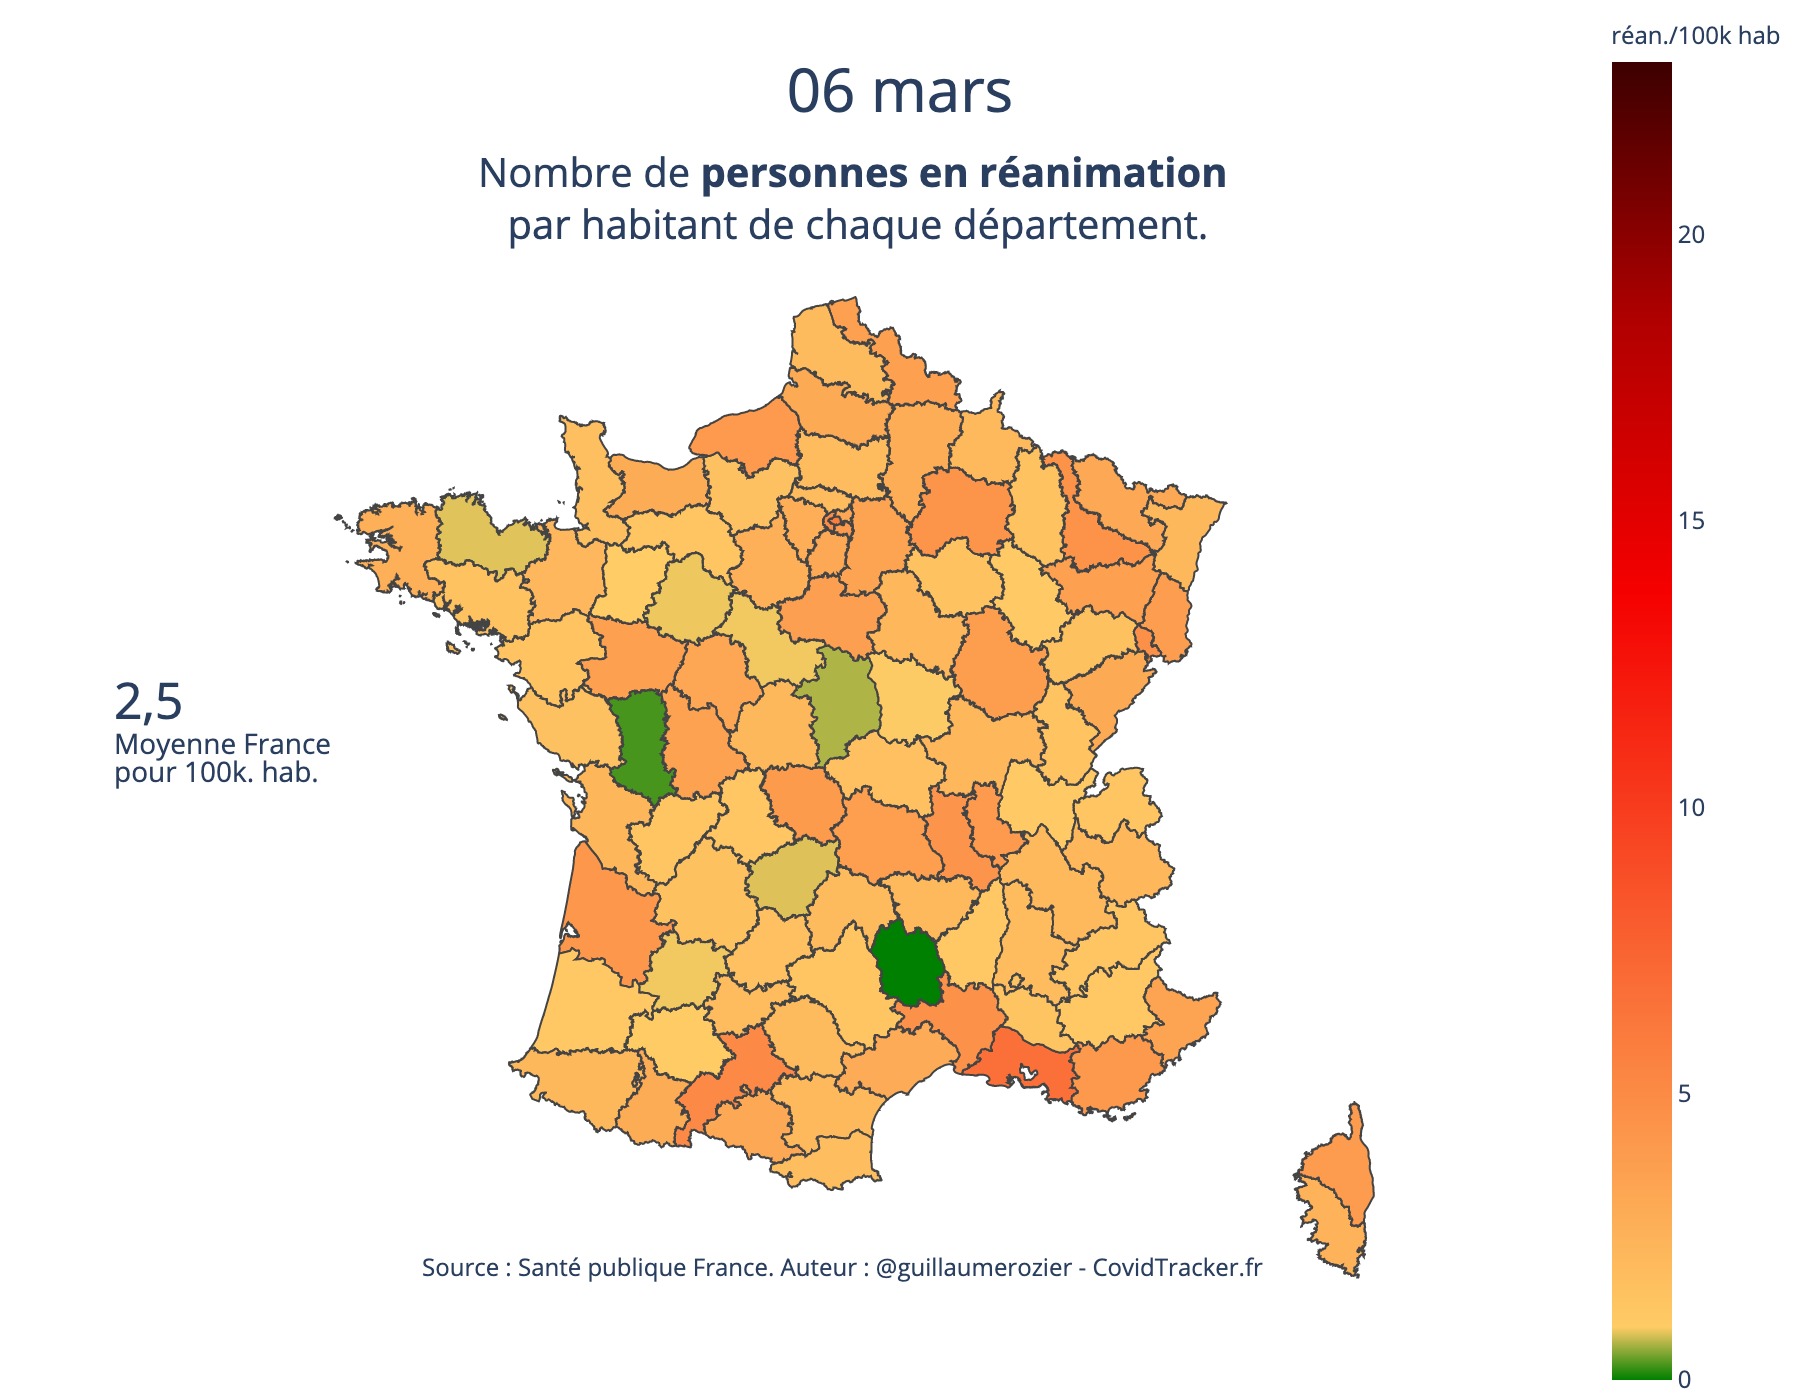 réan./100k hab
06 mars
Nombre de personnes en réanimation
par habitant de chaque département.
20
15
2,5
Moyenne France
pour 100k. hab.
10
5
Source : Santé publique France. Auteur : @guillaumerozier - CovidTracker.fr
0